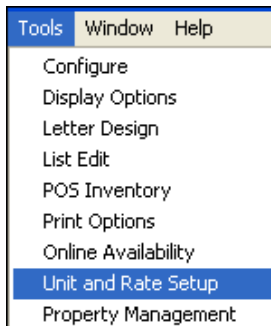 Tools Window Help
Configure
Display Options
Letter Design
List Edit
POS Inventory
Print Options
Online Availability
Unit and Rate Setup
Property Management